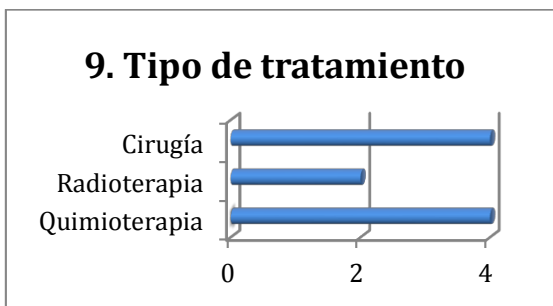 9. Tipo de tratamiento
Cirugía
Radioterapia
Quimioterapia
0 2 4